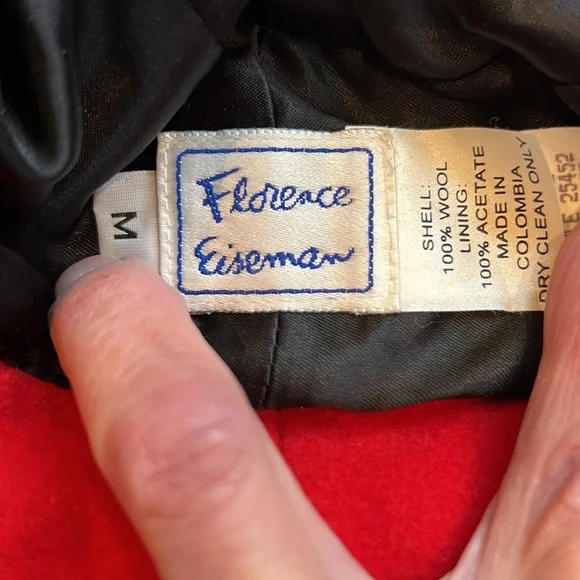 M
Florence
Eiseman
SHELL:
100% WOOL
LINING:
100% ACETATE
MADE IN
COLOMBIA
DRY CLEAN ONLY
25452